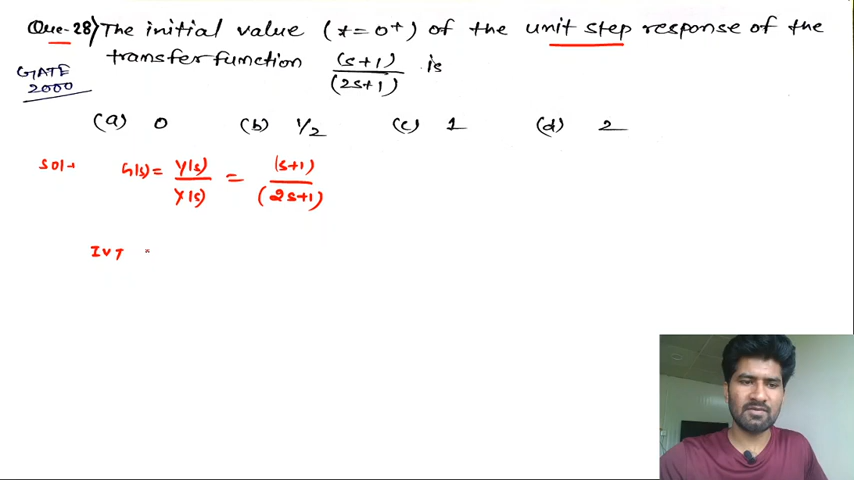 Que-28) The initial value (t=0+) of the unit step response of the
GATE 2000
transfer function (s+1)/(2s+1) is
(a) 0 (b) 1/2 (c) 1 (d) 2
Sol→ G(s) = Y(s)/X(s) = (s+1)/(2s+1)
IVT